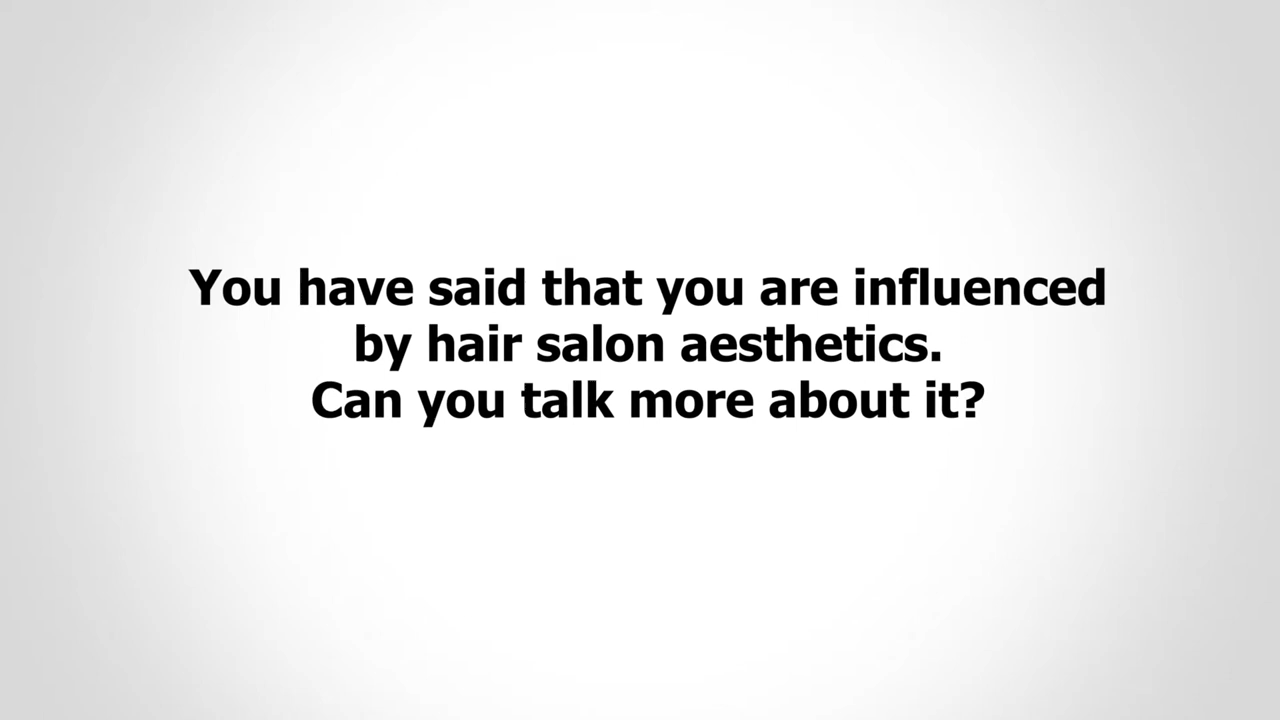 You have said that you are influenced
by hair salon aesthetics.
Can you talk more about it?